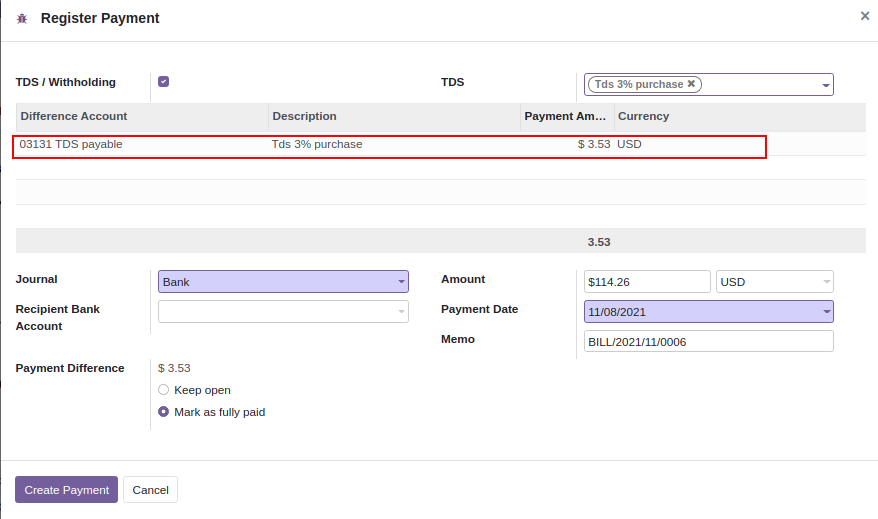 Register Payment ×
TDS / Withholding TDS Tds 3% purchase ✖
Difference Account Description Payment Am... Currency
03131 TDS payable Tds 3% purchase $ 3.53 USD
3.53
Journal Bank Amount $114.26 USD
Recipient Bank Account Payment Date 11/08/2021
Memo BILL/2021/11/0006
Payment Difference $ 3.53
Keep open
Mark as fully paid
Create Payment Cancel